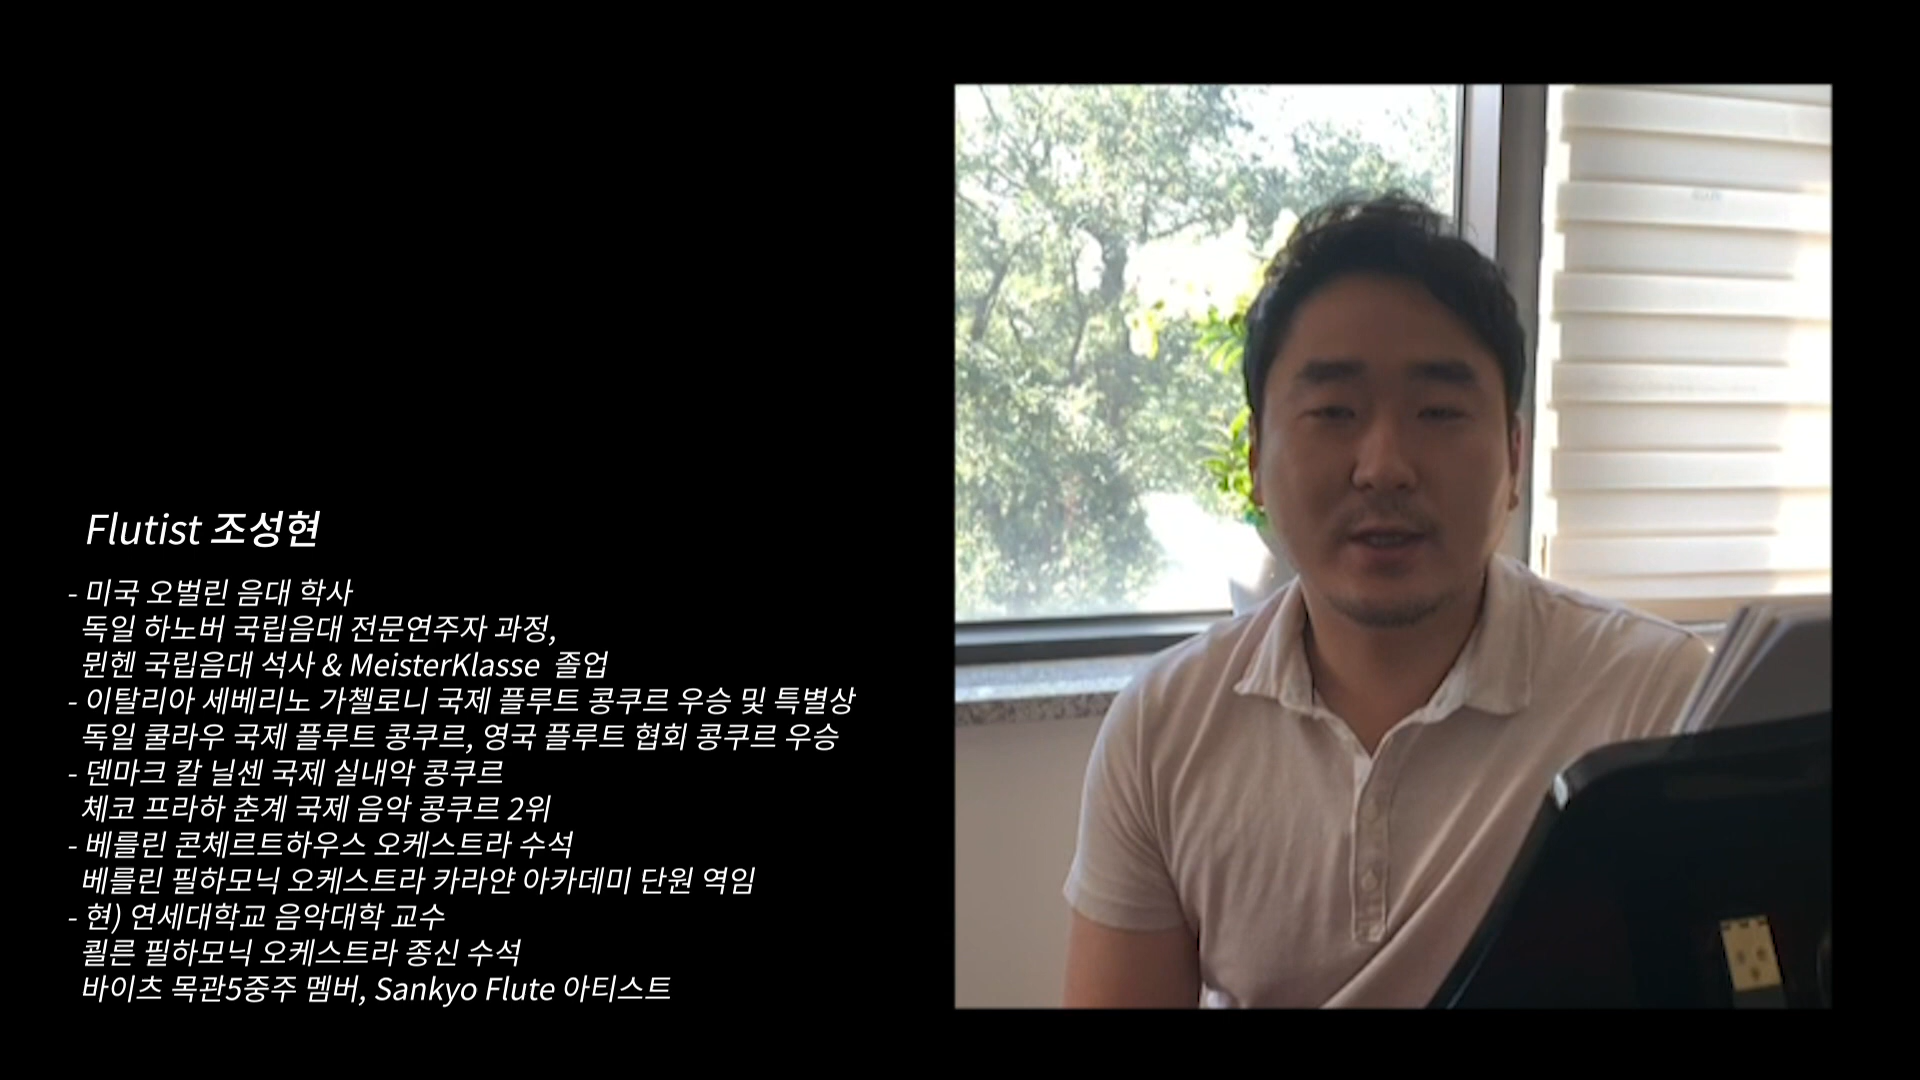 Flutist 조성현
- 미국 오벌린 음대 학사
독일 하노버 국립음대 전문연주자 과정,
뮌헨 국립음대 석사 & MeisterKlasse 졸업
- 이탈리아 세베리노 가첼로니 국제 플루트 콩쿠르 우승 및 특별상
독일 쿨라우 국제 플루트 콩쿠르, 영국 플루트 협회 콩쿠르 우승
- 덴마크 칼 닐센 국제 실내악 콩쿠르
체코 프라하 춘계 국제 음악 콩쿠르 2위
- 베를린 콘체르트하우스 오케스트라 수석
베를린 필하모닉 오케스트라 카라얀 아카데미 단원 역임
- 현) 연세대학교 음악대학 교수
쾰른 필하모닉 오케스트라 종신 수석
바이츠 목관5중주 멤버, Sankyo Flute 아티스트